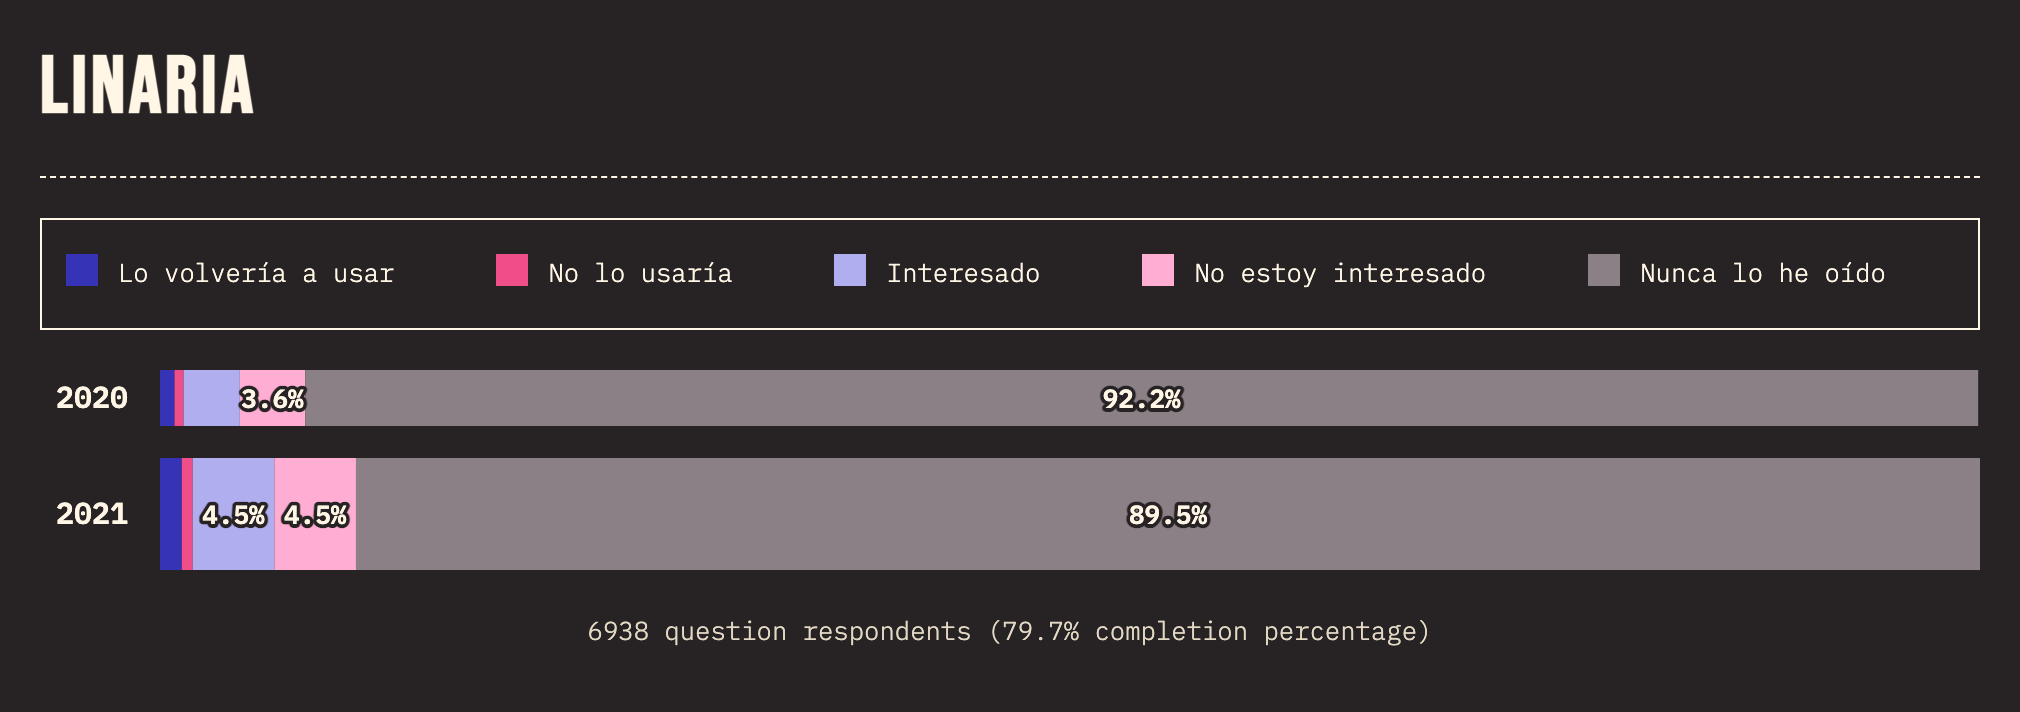 LINARIA
Lo volvería a usar No lo usaría Interesado No estoy interesado Nunca lo he oído
2020 3.6% 92.2%
2021 4.5% 4.5% 89.5%
6938 question respondents (79.7% completion percentage)